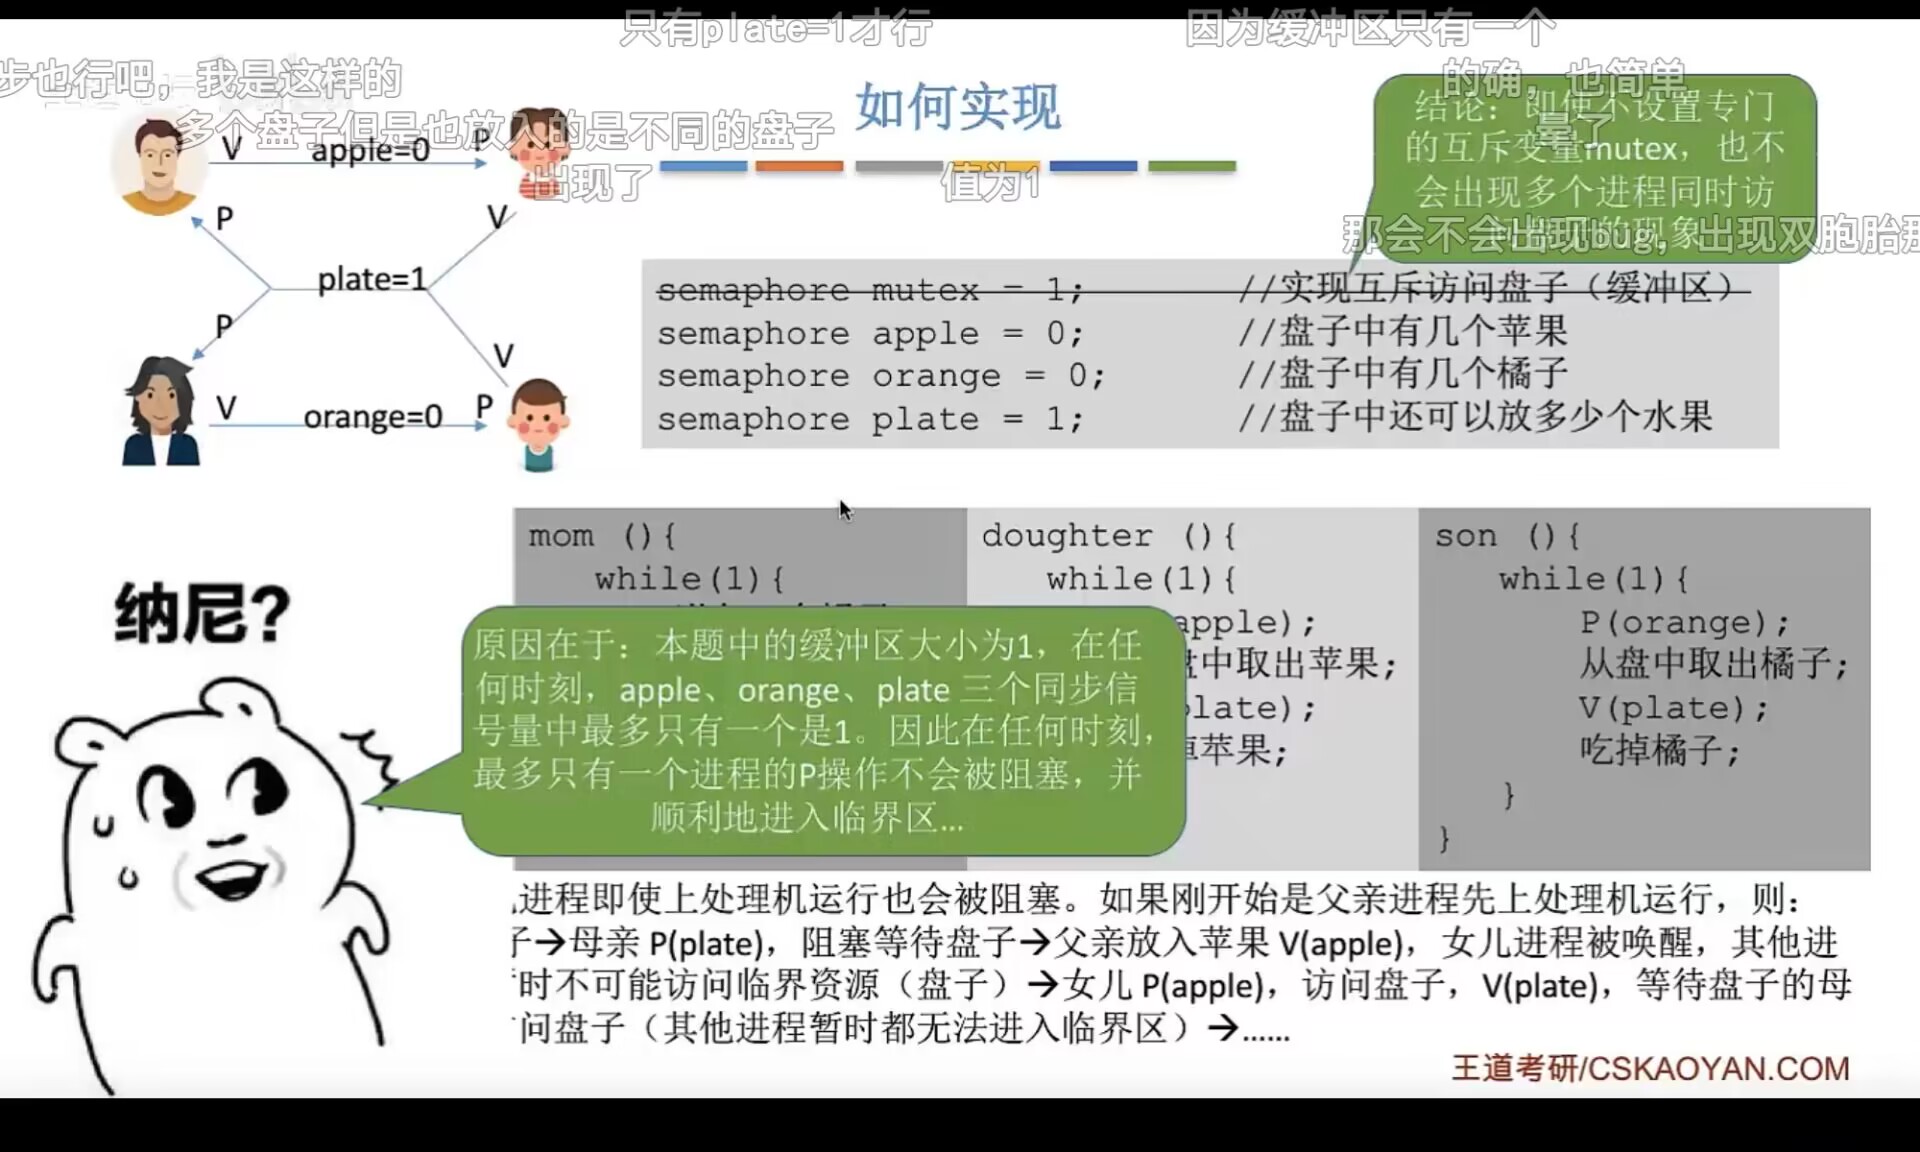 只有plate=1才行
因为缓冲区只有一个
步也行吧，我是这样的
的确，也简单
多个盘子但是也放入的是不同的盘子
晕了
出现了
值为1
那会不会出现bug，出现双胞胎那
如何实现
结论：即使不设置专门
的互斥变量mutex，也不
会出现多个进程同时访
现象
V
apple=0
P
P
V
plate=1
P
V
V
orange=0
P
semaphore mutex = 1; //实现互斥访问盘子（缓冲区）
semaphore apple = 0; //盘子中有几个苹果
semaphore orange = 0; //盘子中有几个橘子
semaphore plate = 1; //盘子中还可以放多少个水果
mom (){
while(1){
doughter (){
while(1){
apple);
盘中取出苹果;
plate);
苹果;
son (){
while(1){
P(orange);
从盘中取出橘子;
V(plate);
吃掉橘子;
}
}
纳尼?
原因在于：本题中的缓冲区大小为1，在任
何时刻，apple、orange、plate 三个同步信
号量中最多只有一个是1。因此在任何时刻，
最多只有一个进程的P操作不会被阻塞，并
顺利地进入临界区...
进程即使上处理机运行也会被阻塞。如果刚开始是父亲进程先上处理机运行，则：
子→母亲 P(plate)，阻塞等待盘子→父亲放入苹果 V(apple)，女儿进程被唤醒，其他进
时不可能访问临界资源（盘子）→女儿 P(apple)，访问盘子，V(plate)，等待盘子的母
问盘子（其他进程暂时都无法进入临界区）→......
王道考研/CSKAOYAN.COM